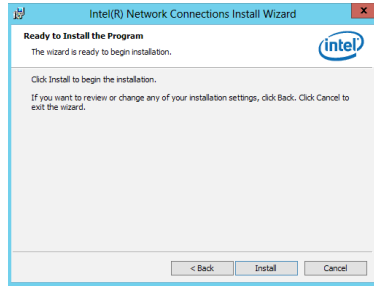 Intel(R) Network Connections Install Wizard
x
Ready to Install the Program
The wizard is ready to begin installation.
intel
Click Install to begin the installation.
If you want to review or change any of your installation settings, click Back. Click Cancel to
exit the wizard.
< Back Install Cancel